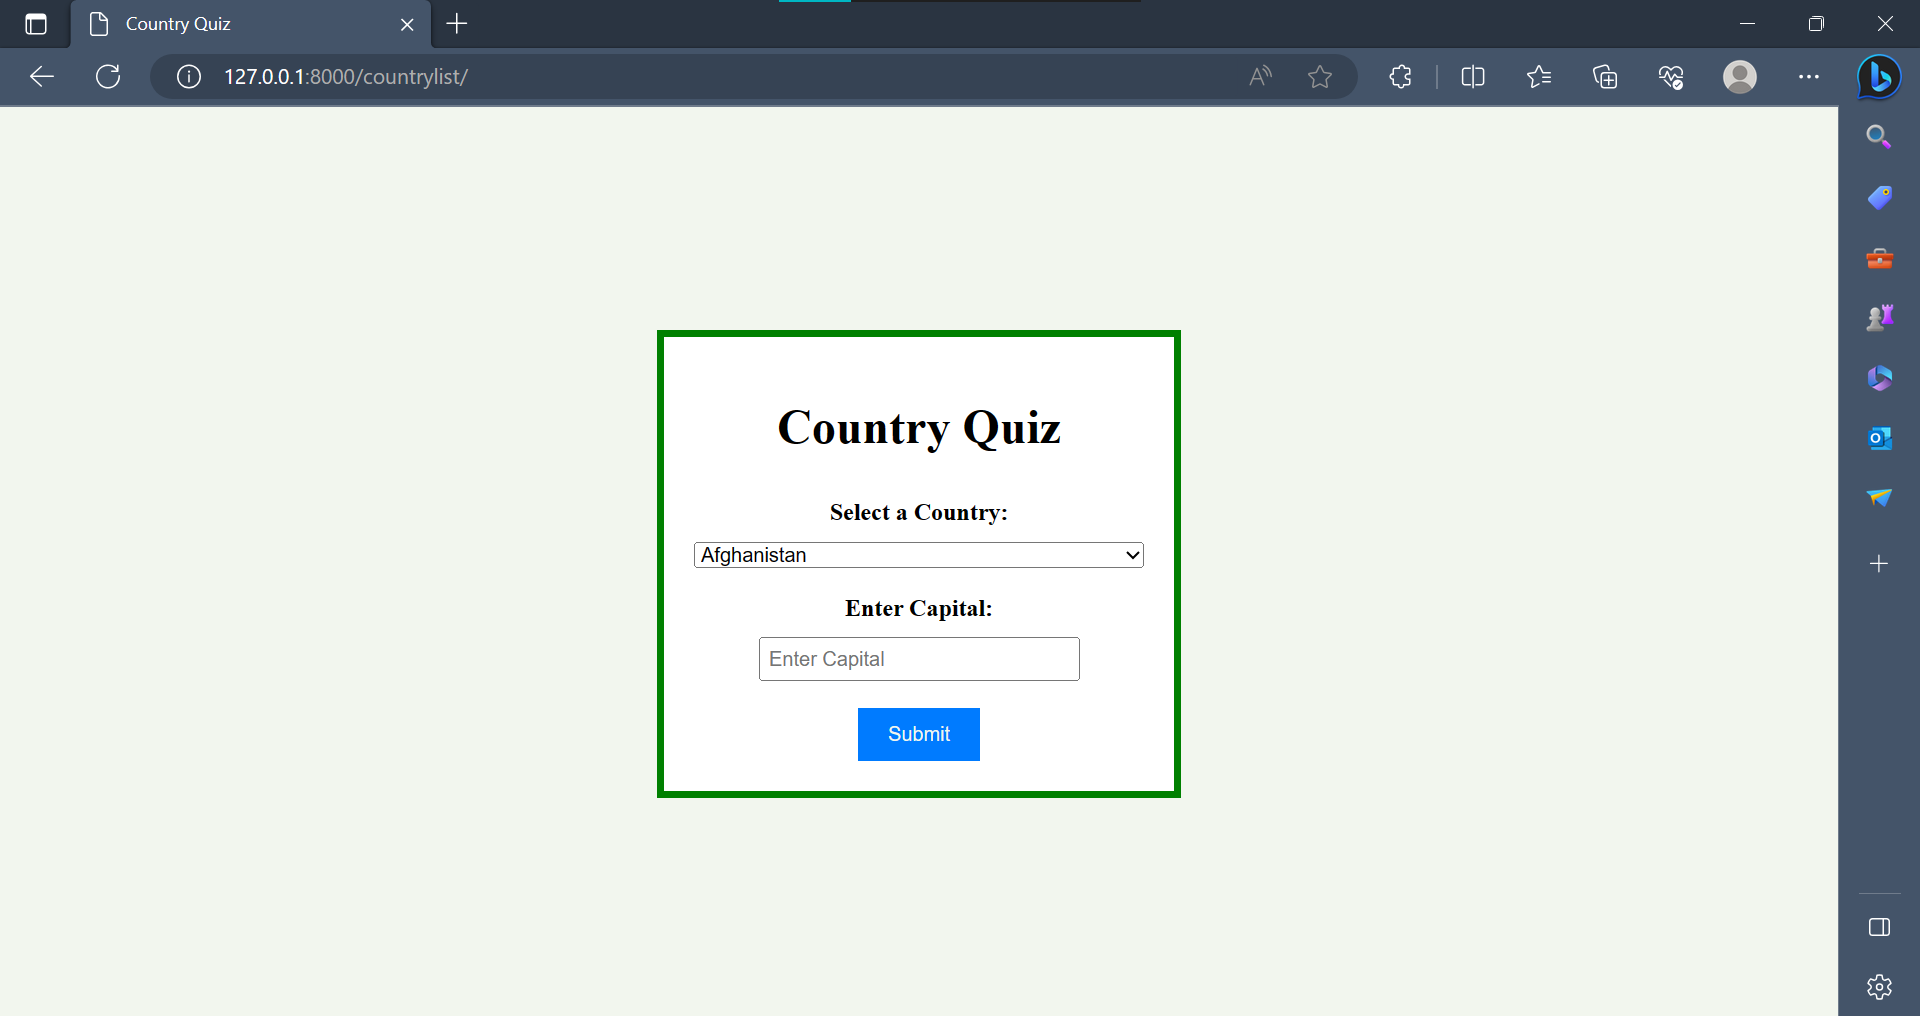 Country Quiz
127.0.0.1:8000/countrylist/
Country Quiz
Select a Country:
Afghanistan
Enter Capital:
Enter Capital
Submit